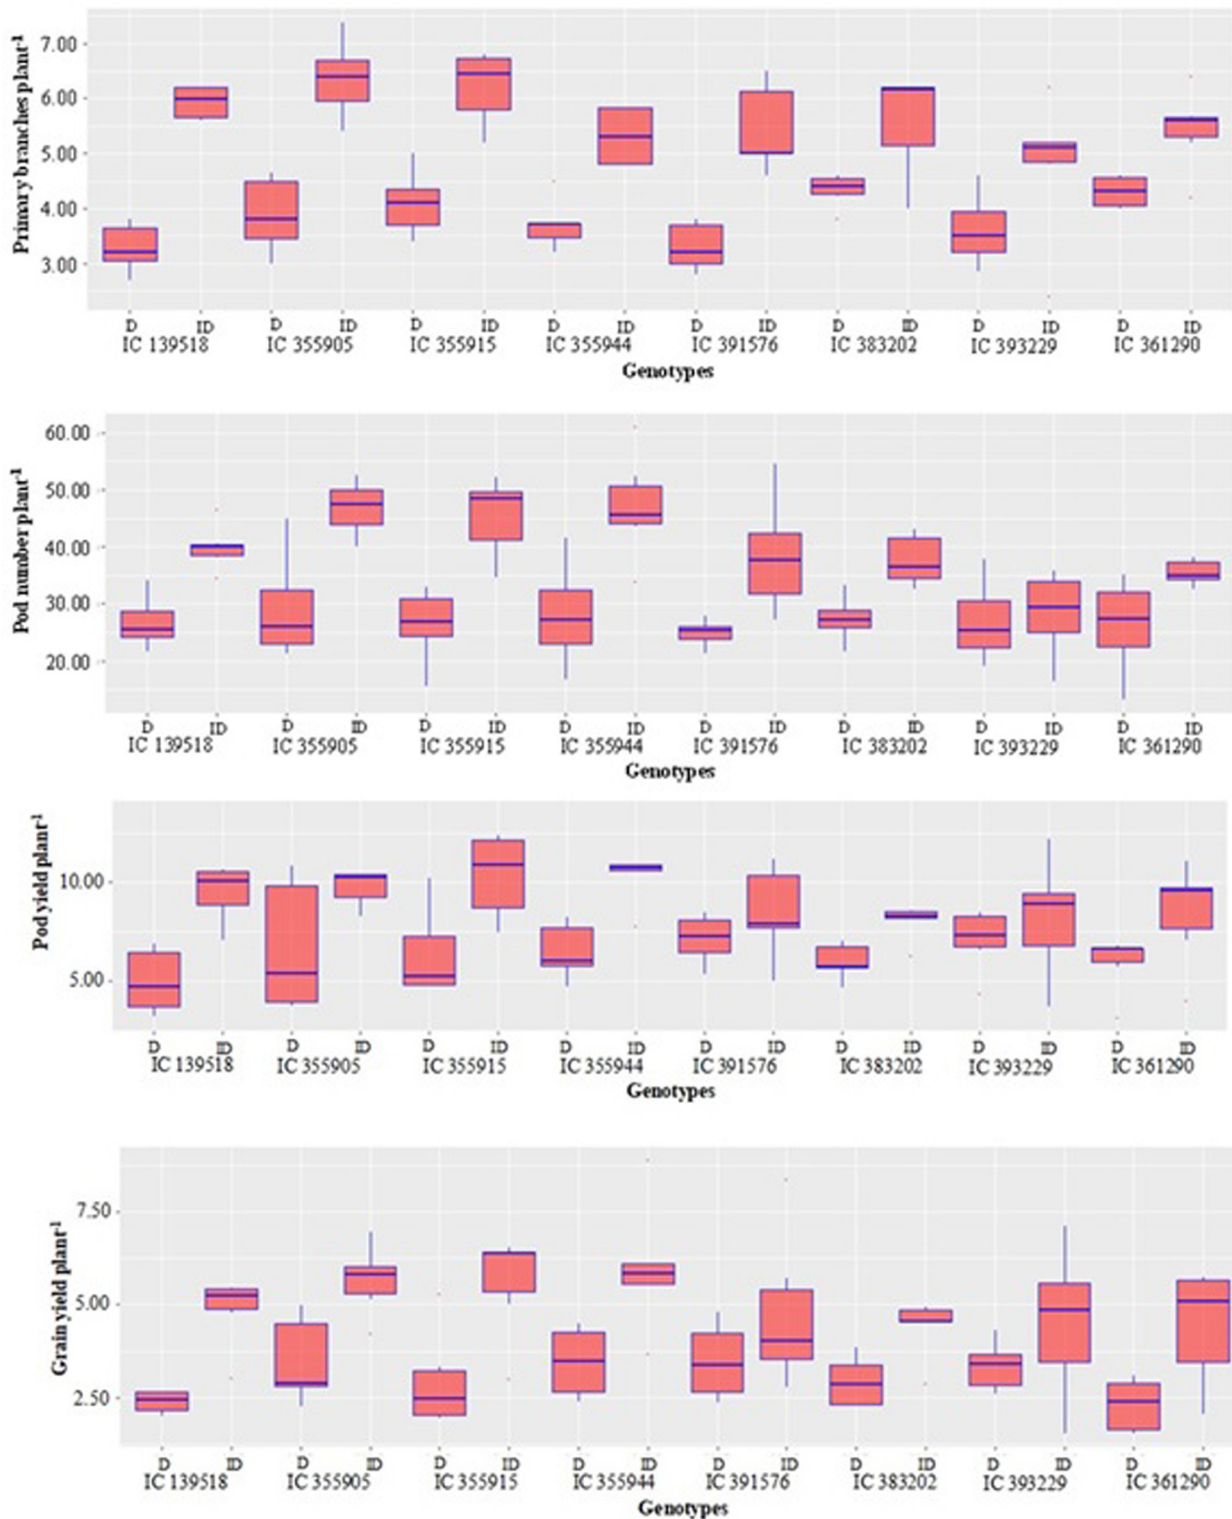 Primary branches plant⁻¹
7.00
6.00
5.00
4.00
3.00
D ID D ID D ID D ID D ID D ID D ID D ID
IC 139518 IC 355905 IC 355915 IC 355944 IC 391576 IC 383202 IC 393229 IC 361290
Genotypes
Pod number plant⁻¹
60.00
50.00
40.00
30.00
20.00
D ID D ID D ID D ID D ID D ID D ID D ID
IC 139518 IC 355905 IC 355915 IC 355944 IC 391576 IC 383202 IC 393229 IC 361290
Genotypes
Pod yield plant⁻¹
10.00
5.00
D ID D ID D ID D ID D ID D ID D ID D ID
IC 139518 IC 355905 IC 355915 IC 355944 IC 391576 IC 383202 IC 393229 IC 361290
Genotypes
Grain yield plant⁻¹
7.50
5.00
2.50
D ID D ID D ID D ID D ID D ID D ID D ID
IC 139518 IC 355905 IC 355915 IC 355944 IC 391576 IC 383202 IC 393229 IC 361290
Genotypes